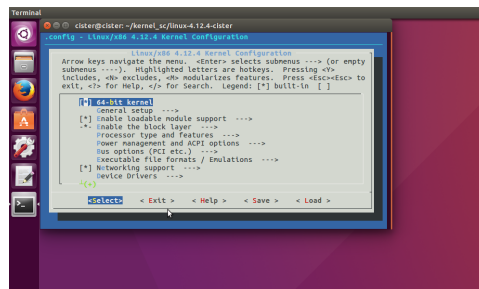 Terminal
cister@cister: ~/kernel_sc/linux-4.12.4-cister
.config - Linux/x86 4.12.4 Kernel Configuration
Linux/x86 4.12.4 Kernel Configuration
Arrow keys navigate the menu. <Enter> selects submenus ---> (or empty
submenus ----). Highlighted letters are hotkeys. Pressing <Y>
includes, <N> excludes, <M> modularizes features. Press <Esc><Esc> to
exit, <?> for Help, </> for Search. Legend: [*] built-in [ ]
[*] 64-bit kernel
General setup --->
[*] Enable loadable module support --->
-*- Enable the block layer --->
Processor type and features --->
Power management and ACPI options --->
Bus options (PCI etc.) --->
Executable file formats / Emulations --->
[*] Networking support --->
Device Drivers --->
(+)
<Select> < Exit > < Help > < Save > < Load >